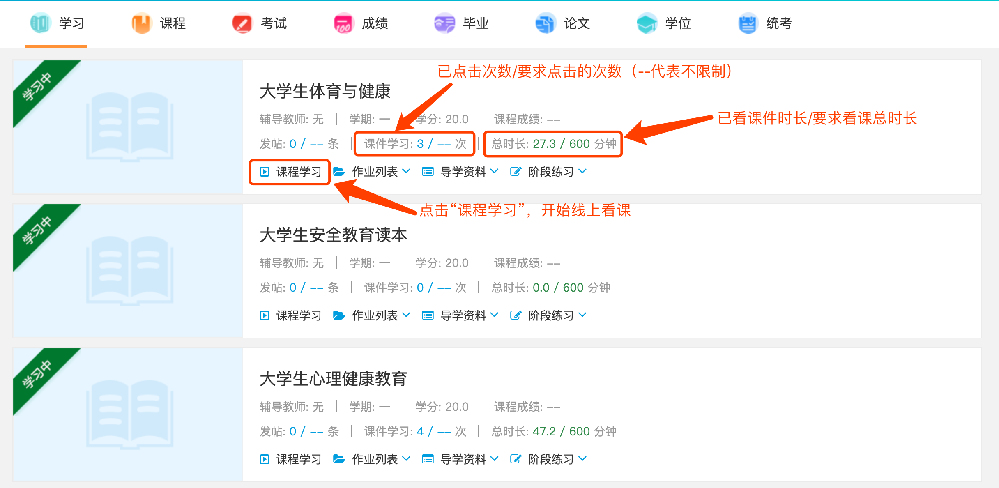 学习 课程 考试 100 成绩 毕业 论文 学位 统考
学习中
已点击次数/要求点击的次数（--代表不限制）
大学生体育与健康
辅导教师: 无 | 学期: 一 | 学分: 20.0 | 课程成绩: --
已看课件时长/要求看课总时长
发帖: 0 / -- 条 | 课件学习: 3 / -- 次 | 总时长: 27.3 / 600 分钟
课程学习 作业列表 导学资料 阶段练习
点击“课程学习”，开始线上看课
学习中
大学生安全教育读本
辅导教师: 无 | 学期: 一 | 学分: 20.0 | 课程成绩: --
发帖: 0 / -- 条 | 课件学习: 0 / -- 次 | 总时长: 0.0 / 600 分钟
课程学习 作业列表 导学资料 阶段练习
学习中
大学生心理健康教育
辅导教师: 无 | 学期: 一 | 学分: 20.0 | 课程成绩: --
发帖: 0 / -- 条 | 课件学习: 4 / -- 次 | 总时长: 47.2 / 600 分钟
课程学习 作业列表 导学资料 阶段练习